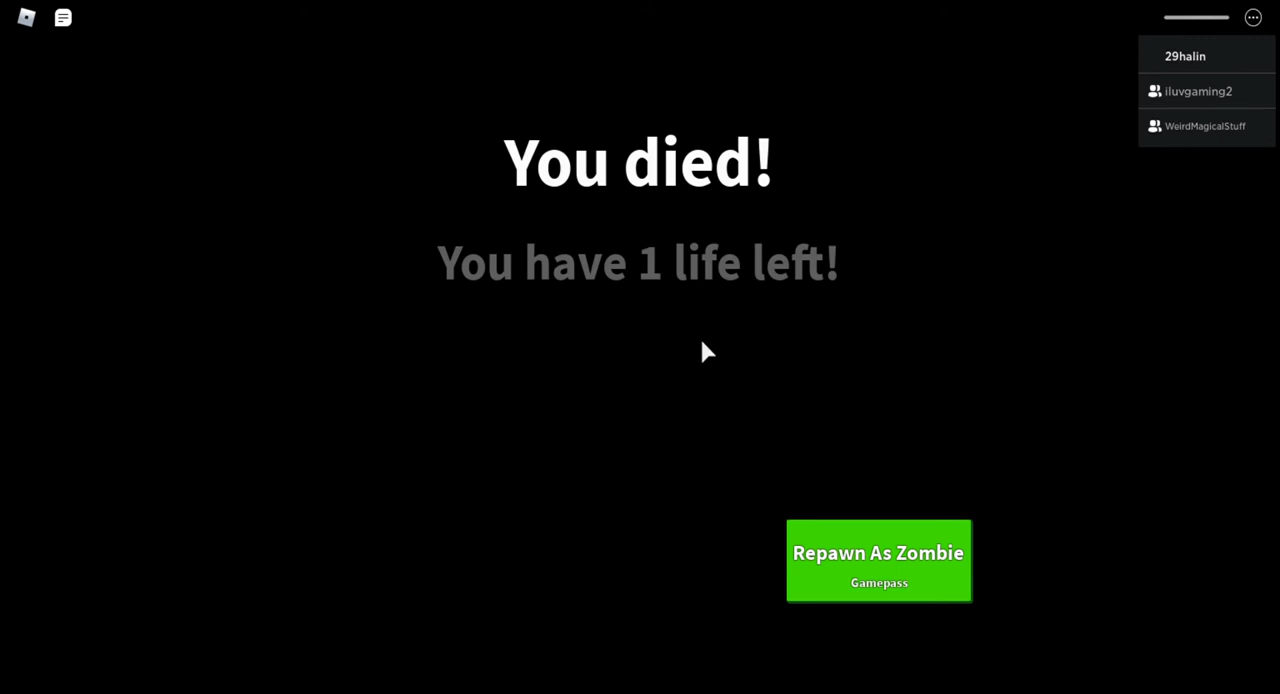 29halin
iluvgaming2
WeirdMagicalStuff
You died!
You have 1 life left!
Repawn As Zombie
Gamepass